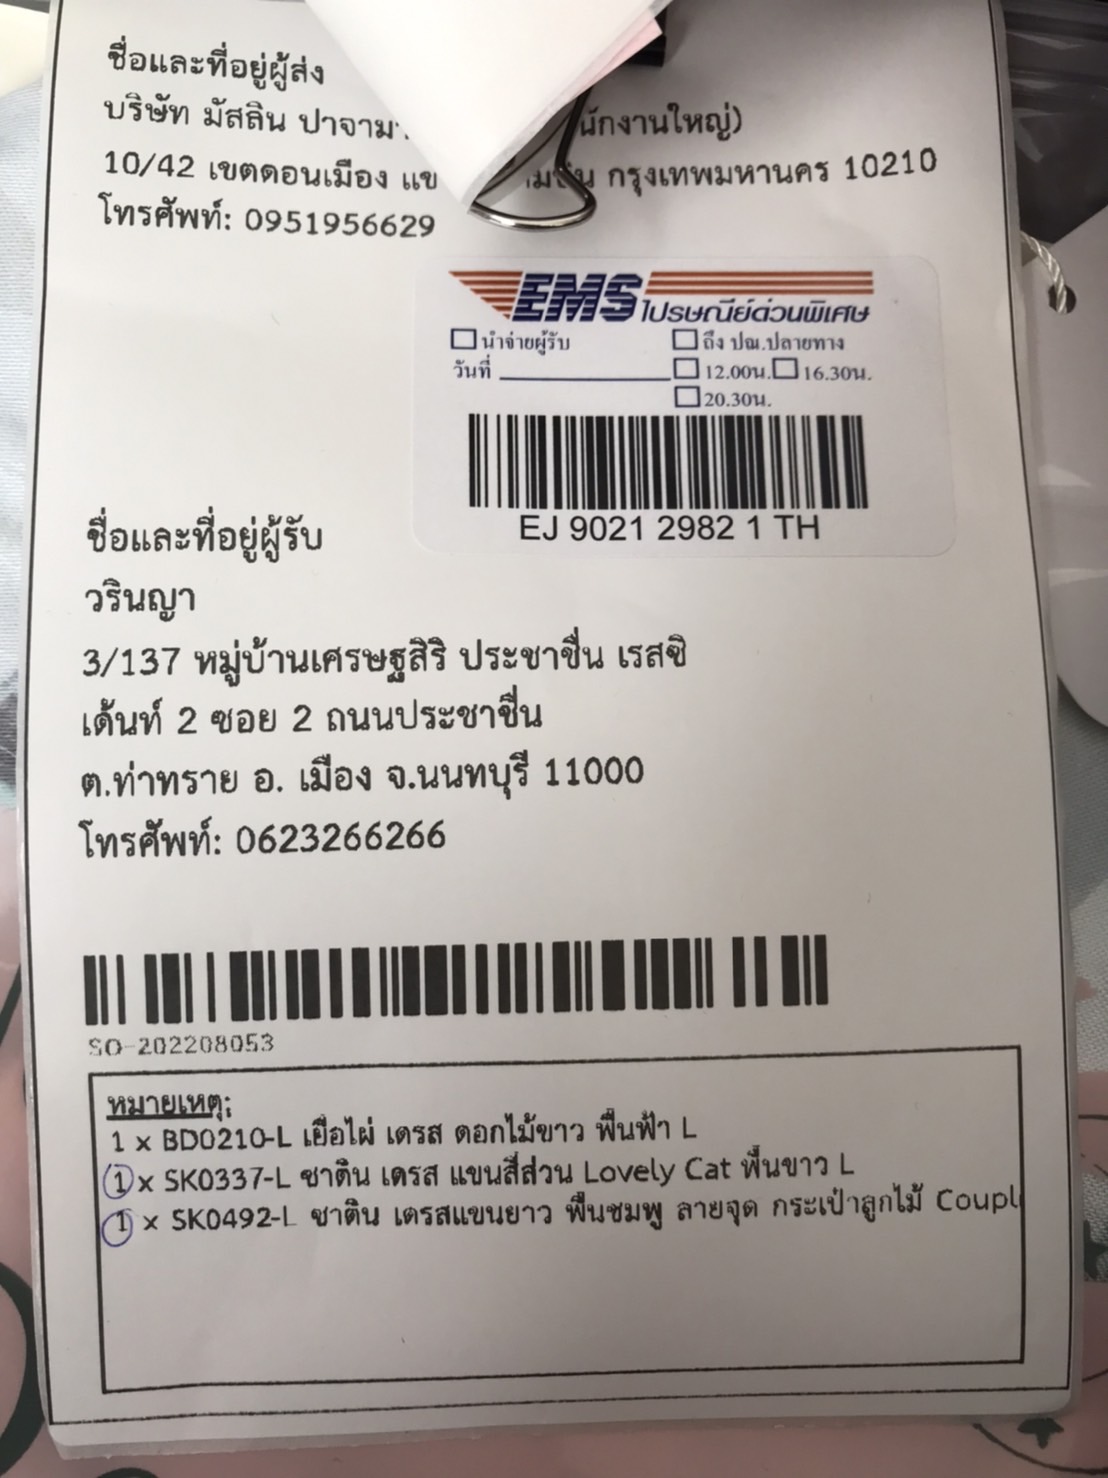 ชื่อและที่อยู่ผู้ส่ง
บริษัท มัสลิน ปาจามา นักงานใหญ่)
10/42 เขตดอนเมือง แข กรุงเทพมหานคร 10210
โทรศัพท์: 0951956629
EMS ไปรษณีย์ด่วนพิเศษ
นำจ่ายผู้รับ ถึง ปณ.ปลายทาง
วันที่ 12.00น. 16.30น.
20.30น.
EJ 9021 2982 1 TH
ชื่อและที่อยู่ผู้รับ
วรินญา
3/137 หมู่บ้านเศรษฐสิริ ประชาชื่น เรสซิ
เด้นท์ 2 ซอย 2 ถนนประชาชื่น
ต.ท่าทราย อ. เมือง จ.นนทบุรี 11000
โทรศัพท์: 0623266266
SO-202208053
หมายเหตุ:
1 x BD0210-L เยื่อไผ่ เดรส ดอกไม้ขาว พื้นฟ้า L
1 x SK0337-L ซาติน เดรส แขนสี่ส่วน Lovely Cat พื้นขาว L
1 x SK0492-L ซาติน เดรสแขนยาว พื้นชมพู ลายจุด กระเป๋าลูกไม้ Coupl